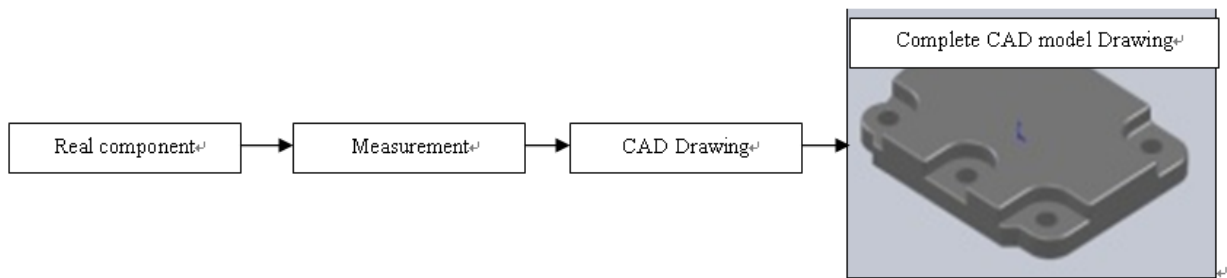 Complete CAD model Drawing↵
Real component↵
Measurement↵
CAD Drawing↵
↵